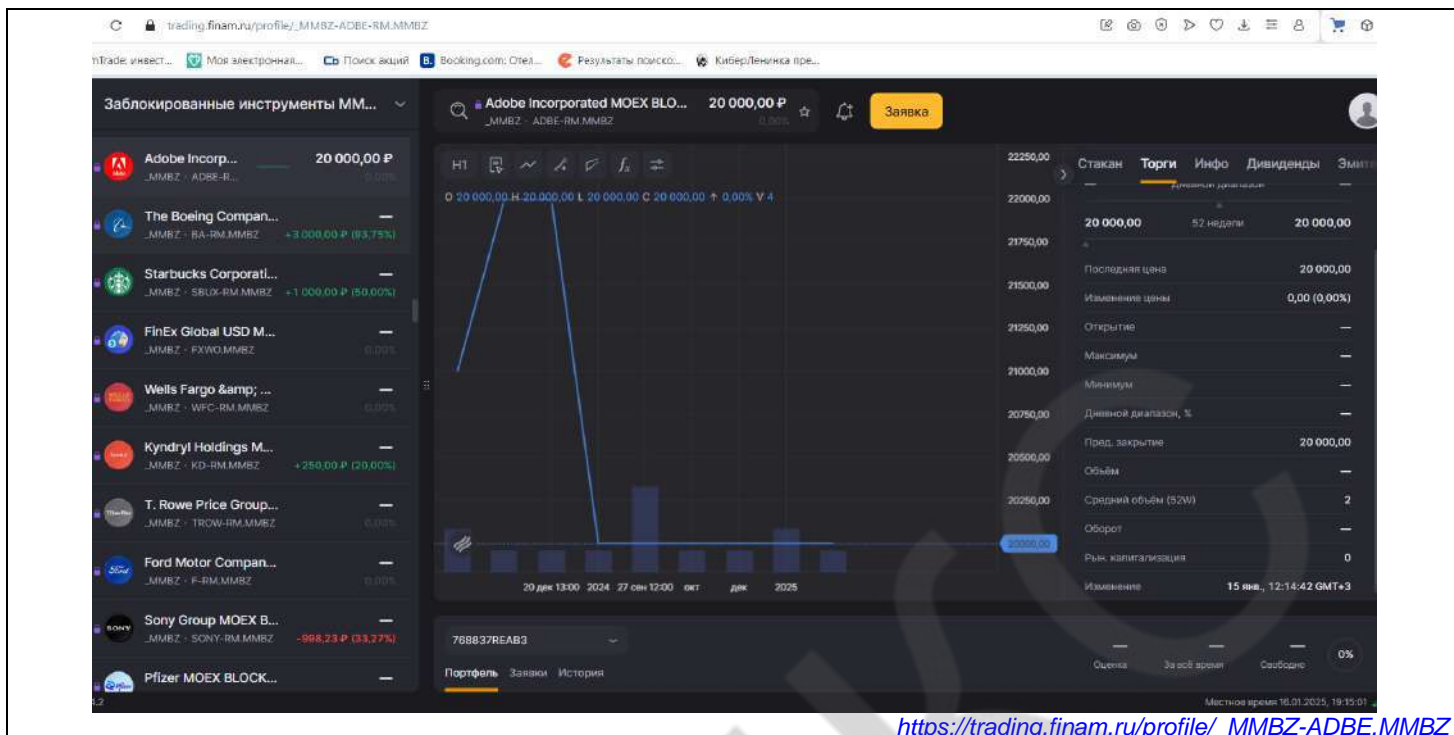 trading.finam.ru/profile/_MMBZ-ADBE-RM.MMBZ
nTrade: инвест... Моя электронная... Поиск акций Booking.com: Отел... Результаты поиско... КиберЛенинка пре...
Заблокированные инструменты MM...
Adobe Incorp... 20 000,00 ₽
_MMBZ · ADBE-R... 0,00%
The Boeing Compan... —
_MMBZ · BA-RM.MMBZ +3 000,00 ₽ (93,75%)
Starbucks Corporati... —
_MMBZ · SBUX-RM.MMBZ +1 000,00 ₽ (50,00%)
FinEx Global USD M... —
_MMBZ · FXWO.MMBZ 0,00%
Wells Fargo &amp; ... —
_MMBZ · WFC-RM.MMBZ 0,00%
Kyndryl Holdings M... —
_MMBZ · KD-RM.MMBZ +250,00 ₽ (20,00%)
T. Rowe Price Group... —
_MMBZ · TROW-RM.MMBZ 0,00%
Ford Motor Compan... —
_MMBZ · F-RM.MMBZ 0,00%
Sony Group MOEX B... —
_MMBZ · SONY-RM.MMBZ -998,23 ₽ (33,27%)
Pfizer MOEX BLOCK... —
Adobe Incorporated MOEX BLO... 20 000,00 ₽
_MMBZ · ADBE-RM.MMBZ 0,00%
Заявка
H1
O 20 000,00 H 20 000,00 L 20 000,00 C 20 000,00 ↑ 0,00% V 4
22250,00
22000,00
21750,00
21500,00
21250,00
21000,00
20750,00
20500,00
20250,00
20000,00
20 дек 13:00 2024 27 сен 12:00 окт дек 2025
Стакан Торги Инфо Дивиденды Эмит
— Дневной диапазон —
20 000,00 52 недели 20 000,00
Последняя цена 20 000,00
Изменение цены 0,00 (0,00%)
Открытие —
Максимум —
Минимум —
Дневной диапазон, % —
Пред. закрытие 20 000,00
Объём —
Средний объём (52W) 2
Оборот —
Рын. капитализация 0
Изменение 15 янв., 12:14:42 GMT+3
768837REAB3
Портфель Заявки История
— — — 0%
Оценка За всё время Свободно
4.2
Местное время 16.01.2025, 19:15:01
https://trading.finam.ru/profile/_MMBZ-ADBE.MMBZ